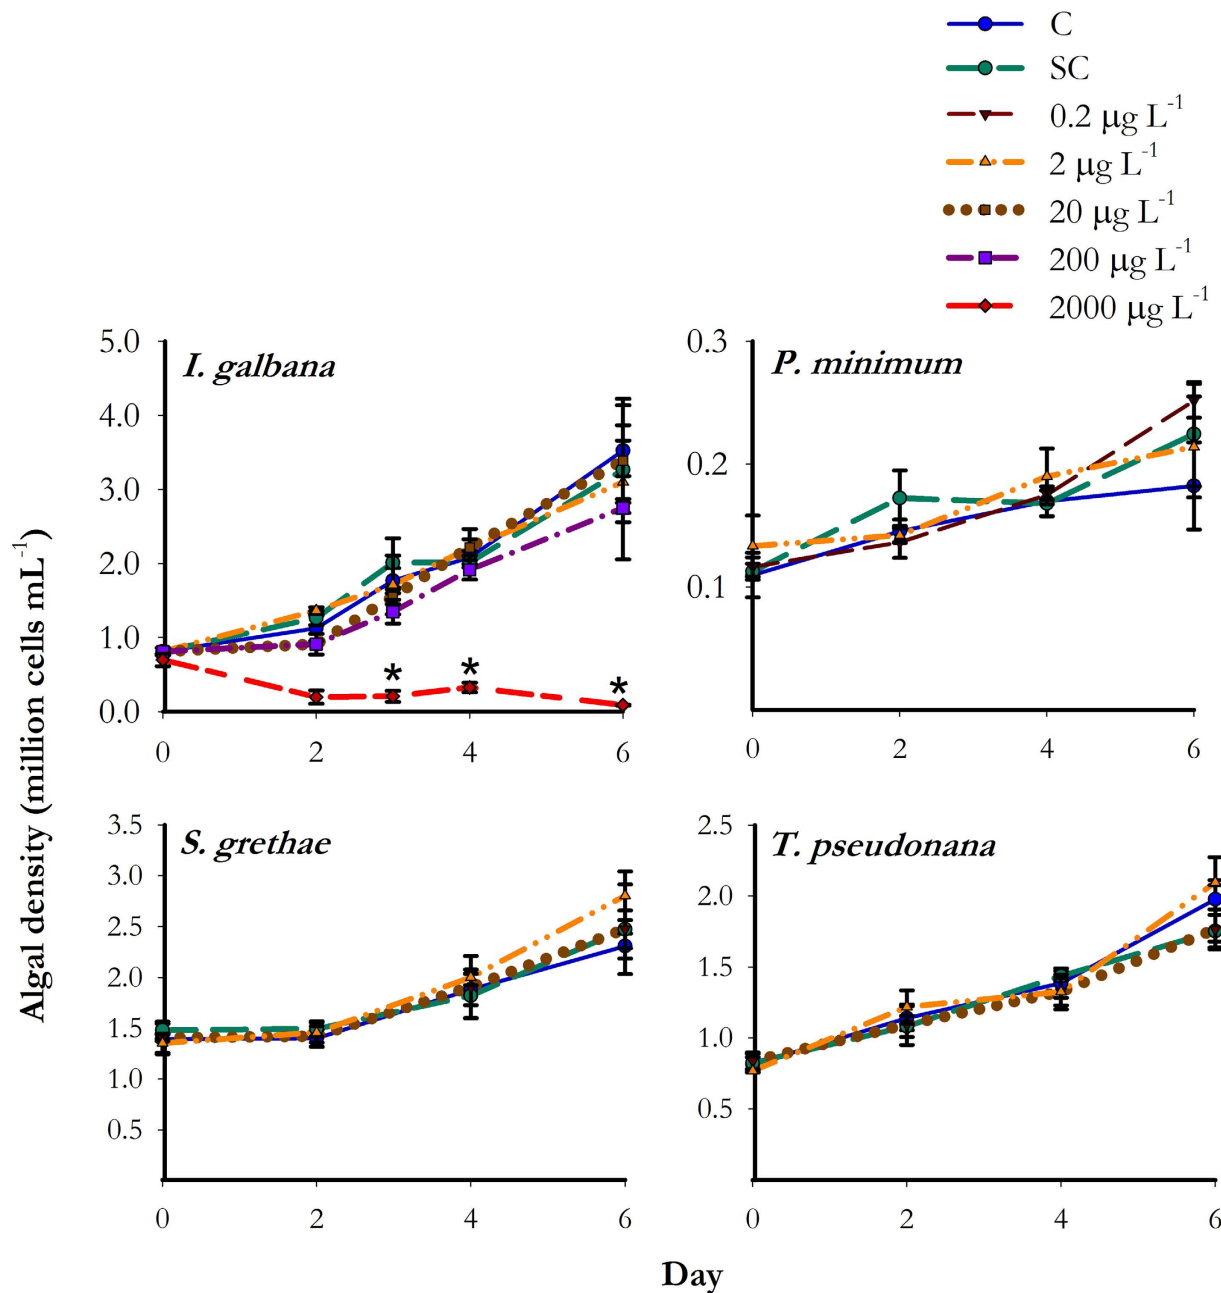 C
SC
0.2 µg L⁻¹
2 µg L⁻¹
20 µg L⁻¹
200 µg L⁻¹
2000 µg L⁻¹
Algal density (million cells mL⁻¹)
I. galbana
5.0
4.0
3.0
2.0
1.0
0.0
* * *
0 2 3 4 6
P. minimum
0.3
0.2
0.1
0 2 4 6
S. grethae
3.5
3.0
2.5
2.0
1.5
1.0
0.5
0 2 4 6
T. pseudonana
2.5
2.0
1.5
1.0
0.5
0 2 4 6
Day